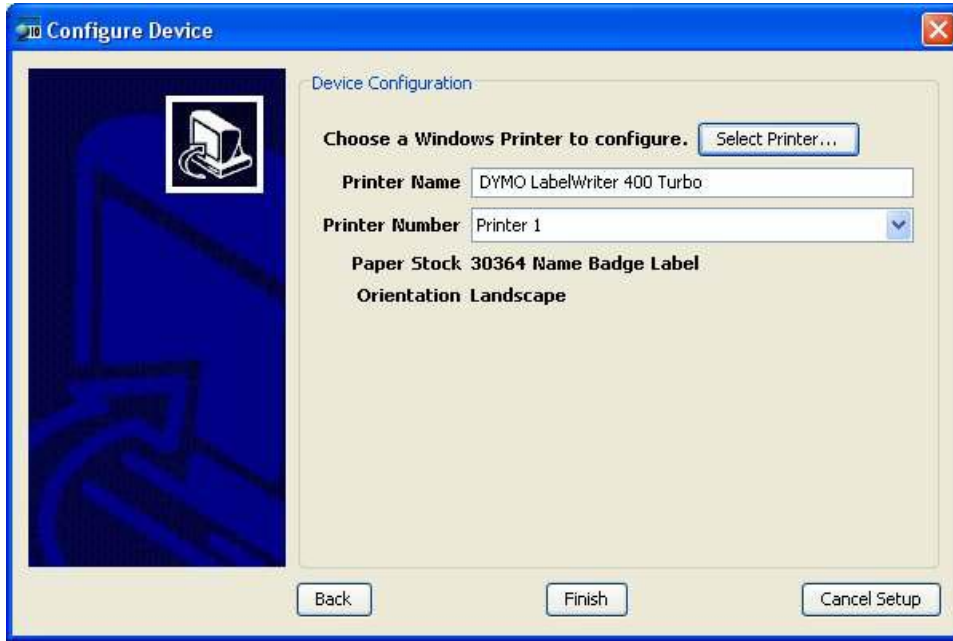 Configure Device
Device Configuration
Choose a Windows Printer to configure. Select Printer...
Printer Name DYMO LabelWriter 400 Turbo
Printer Number Printer 1
Paper Stock 30364 Name Badge Label
Orientation Landscape
Back Finish Cancel Setup